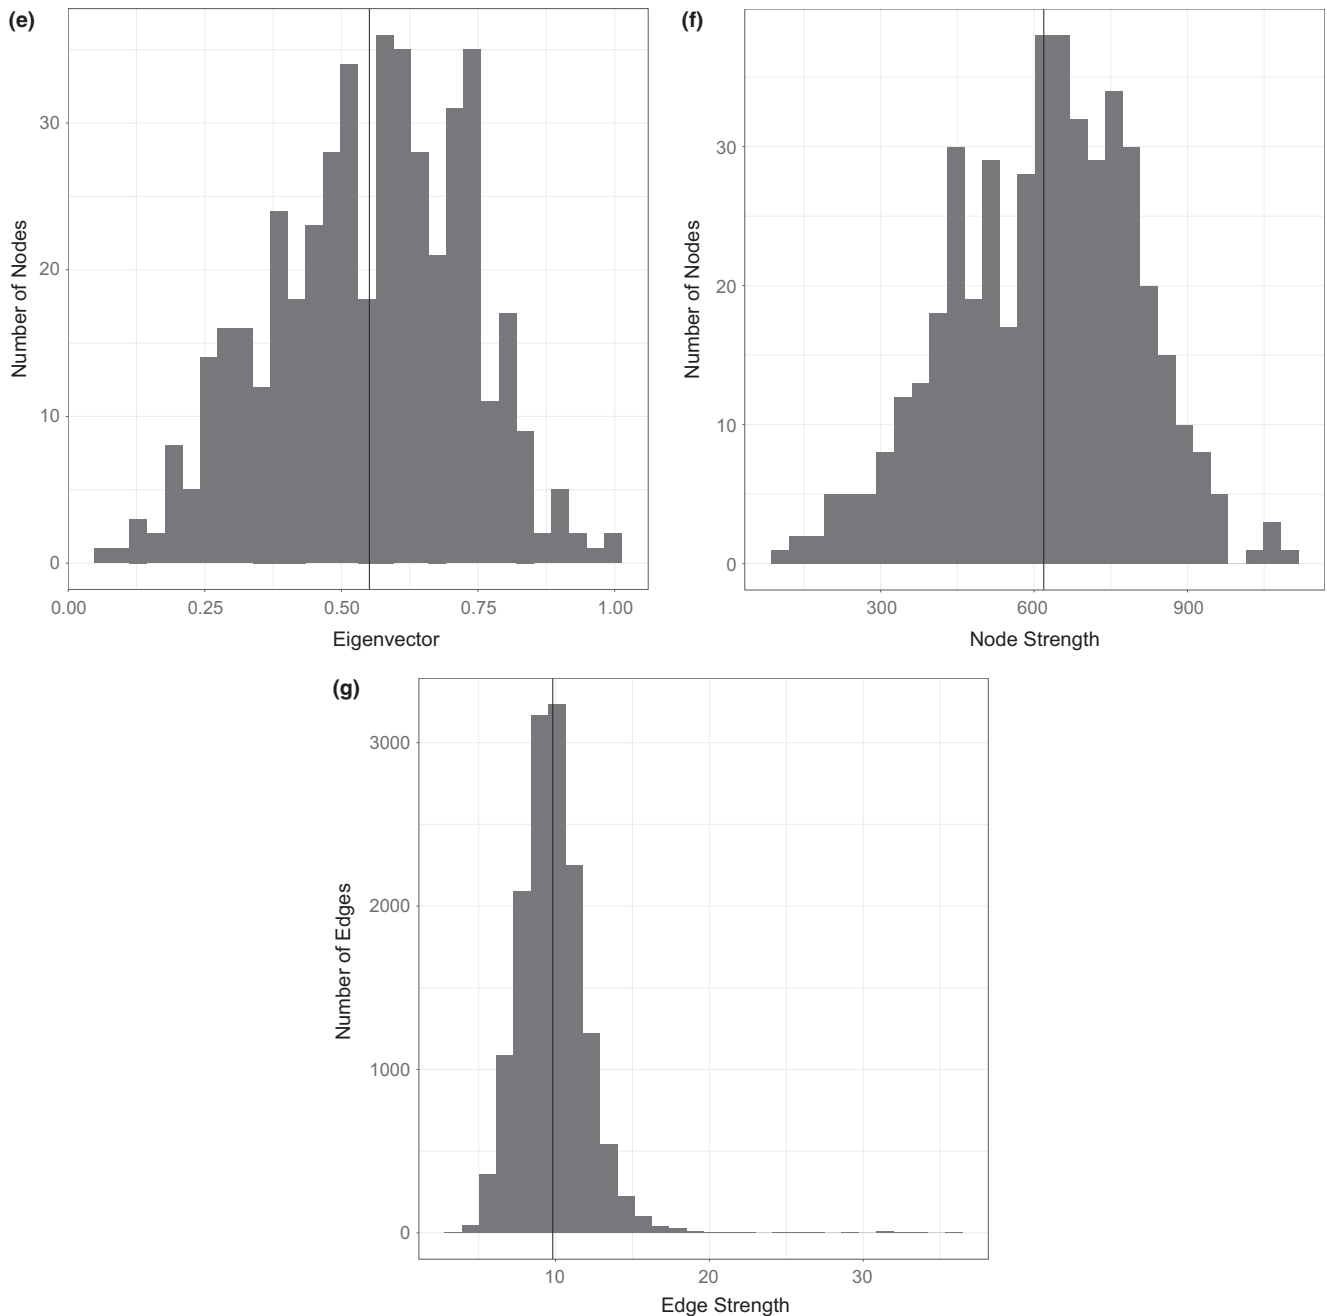 (e)
Number of Nodes
30
20
10
0
0.00 0.25 0.50 0.75 1.00
Eigenvector
(f)
Number of Nodes
30
20
10
0
300 600 900
Node Strength
(g)
Number of Edges
3000
2000
1000
0
10 20 30
Edge Strength